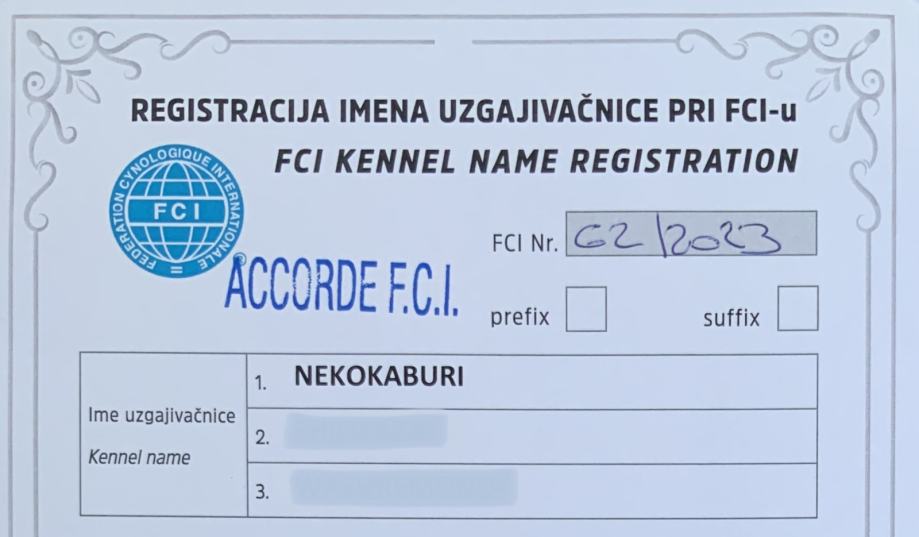 REGISTRACIJA IMENA UZGAJIVAČNICE PRI FCI-u
FCI KENNEL NAME REGISTRATION
FEDERATION CYNOLOGIQUE INTERNATIONALE
FCI
FCI Nr. 62/2023
ACCORDE F.C.I.
prefix
suffix
Ime uzgajivačnice
Kennel name
1. NEKOKABURI
2.
3.